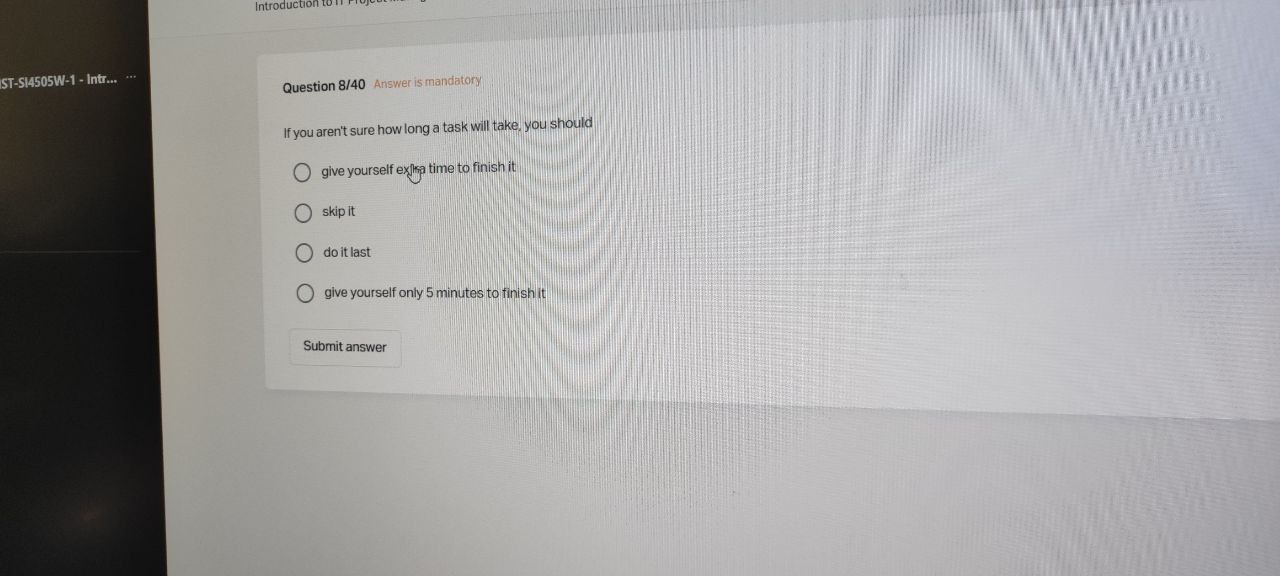 Introduction to IT Project
ST-SI4505W-1 - Intr... ...
Question 8/40 Answer is mandatory
If you aren't sure how long a task will take, you should
give yourself extra time to finish it
skip it
do it last
give yourself only 5 minutes to finish it
Submit answer